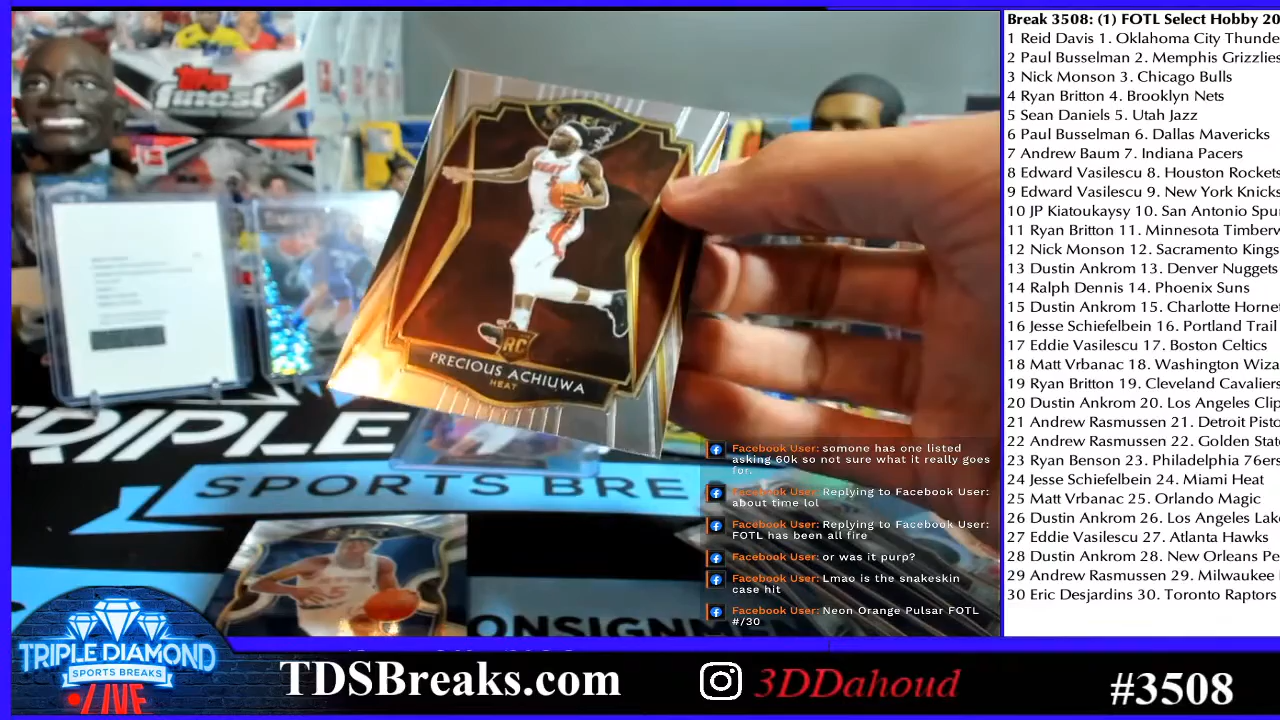 Break 3508: (1) FOTL Select Hobby 20
1 Reid Davis 1. Oklahoma City Thunde
2 Paul Busselman 2. Memphis Grizzlies
3 Nick Monson 3. Chicago Bulls
4 Ryan Britton 4. Brooklyn Nets
5 Sean Daniels 5. Utah Jazz
6 Paul Busselman 6. Dallas Mavericks
7 Andrew Baum 7. Indiana Pacers
8 Edward Vasilescu 8. Houston Rockets
9 Edward Vasilescu 9. New York Knicks
10 JP Kiatoukaysy 10. San Antonio Spu
11 Ryan Britton 11. Minnesota Timberv
12 Nick Monson 12. Sacramento Kings
13 Dustin Ankrom 13. Denver Nuggets
14 Ralph Dennis 14. Phoenix Suns
15 Dustin Ankrom 15. Charlotte Horne
16 Jesse Schiefelbein 16. Portland Trail
17 Eddie Vasilescu 17. Boston Celtics
18 Matt Vrbanac 18. Washington Wiza
19 Ryan Britton 19. Cleveland Cavaliers
20 Dustin Ankrom 20. Los Angeles Clip
21 Andrew Rasmussen 21. Detroit Pisto
22 Andrew Rasmussen 22. Golden Stat
23 Ryan Benson 23. Philadelphia 76ers
24 Jesse Schiefelbein 24. Miami Heat
25 Matt Vrbanac 25. Orlando Magic
26 Dustin Ankrom 26. Los Angeles Lak
27 Eddie Vasilescu 27. Atlanta Hawks
28 Dustin Ankrom 28. New Orleans Pe
29 Andrew Rasmussen 29. Milwaukee
30 Eric Desjardins 30. Toronto Raptors
Topps
finest
SELECT
HEAT
RC
PRECIOUS ACHIUWA
HEAT
TRIPLE
SPORTS BRE
CONSIGNM
Facebook User: somone has one listed
asking 60k so not sure what it really goes
for.
Facebook User: Replying to Facebook User:
about time lol
Facebook User: Replying to Facebook User:
FOTL has been all fire
Facebook User: or was it purp?
Facebook User: Lmao is the snakeskin
case hit
Facebook User: Neon Orange Pulsar FOTL
#/30
TRIPLE DIAMOND
SPORTS BREAKS
LIVE
TDSBreaks.com
3DDahoud
#3508